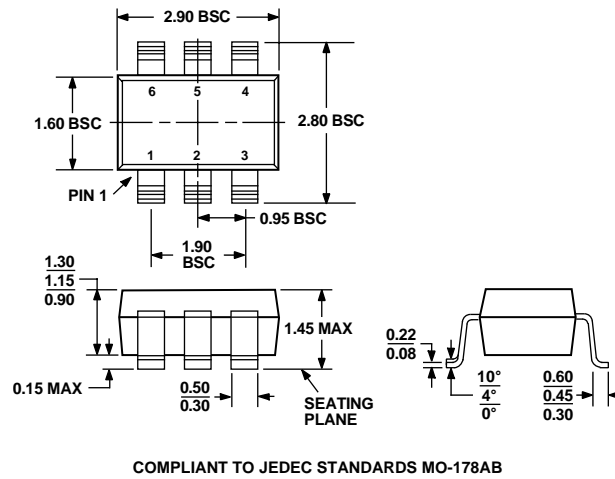 2.90 BSC
6 5 4
1.60 BSC
2.80 BSC
1 2 3
PIN 1
0.95 BSC
1.90
BSC
1.30
1.15
0.90
1.45 MAX
0.15 MAX
0.50
0.30
SEATING
PLANE
0.22
0.08
10°
4°
0°
0.60
0.45
0.30
COMPLIANT TO JEDEC STANDARDS MO-178AB